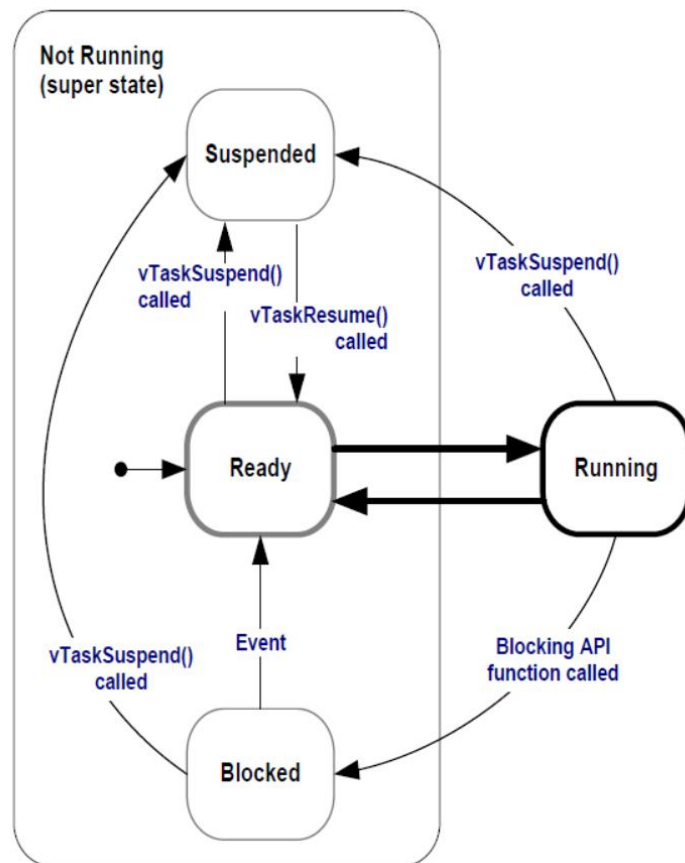 Not Running
(super state)
Suspended
vTaskSuspend()
called
vTaskResume()
called
vTaskSuspend()
called
Ready
Running
Event
vTaskSuspend()
called
Blocking API
function called
Blocked